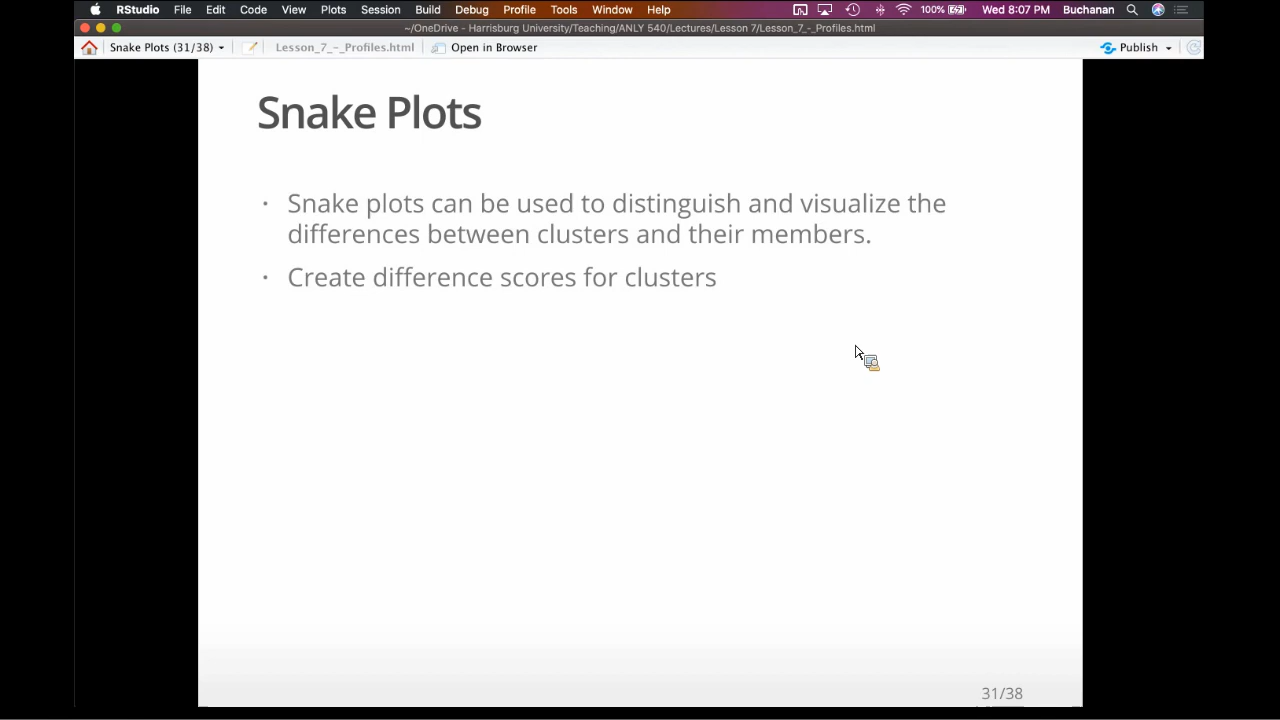 RStudio File Edit Code View Plots Session Build Debug Profile Tools Window Help 100% Wed 8:07 PM Buchanan
~/OneDrive - Harrisburg University/Teaching/ANLY 540/Lectures/Lesson 7/Lesson_7_-_Profiles.html
Snake Plots (31/38) Lesson_7_-_Profiles.html Open in Browser Publish
Snake Plots
• Snake plots can be used to distinguish and visualize the
differences between clusters and their members.
• Create difference scores for clusters
31/38